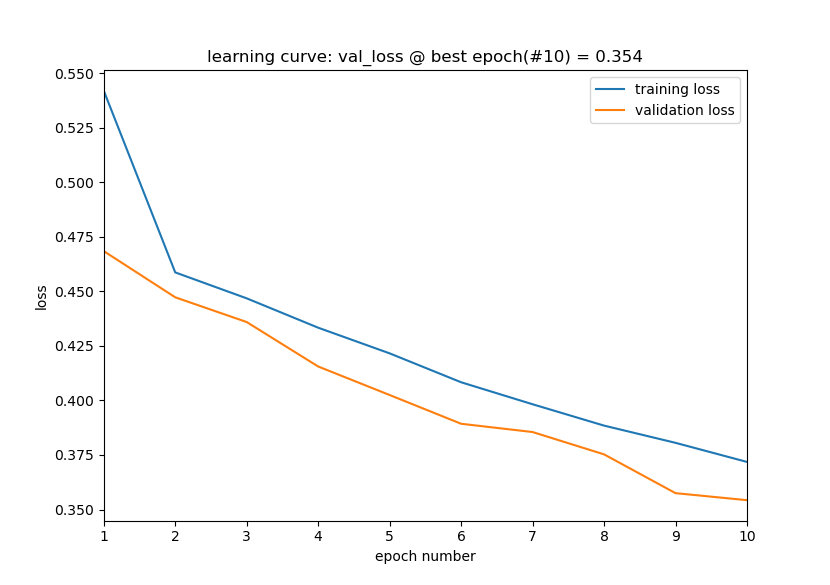 learning curve: val_loss @ best epoch(#10) = 0.354
training loss
validation loss
0.550
0.525
0.500
0.475
0.450
0.425
0.400
0.375
0.350
loss
1 2 3 4 5 6 7 8 9 10
epoch number